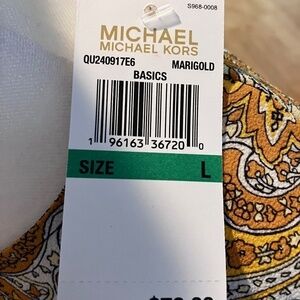 S968-0008
MICHAEL
MICHAEL KORS
QU240917E6 MARIGOLD
BASICS
1 96163 36720 0
SIZE L